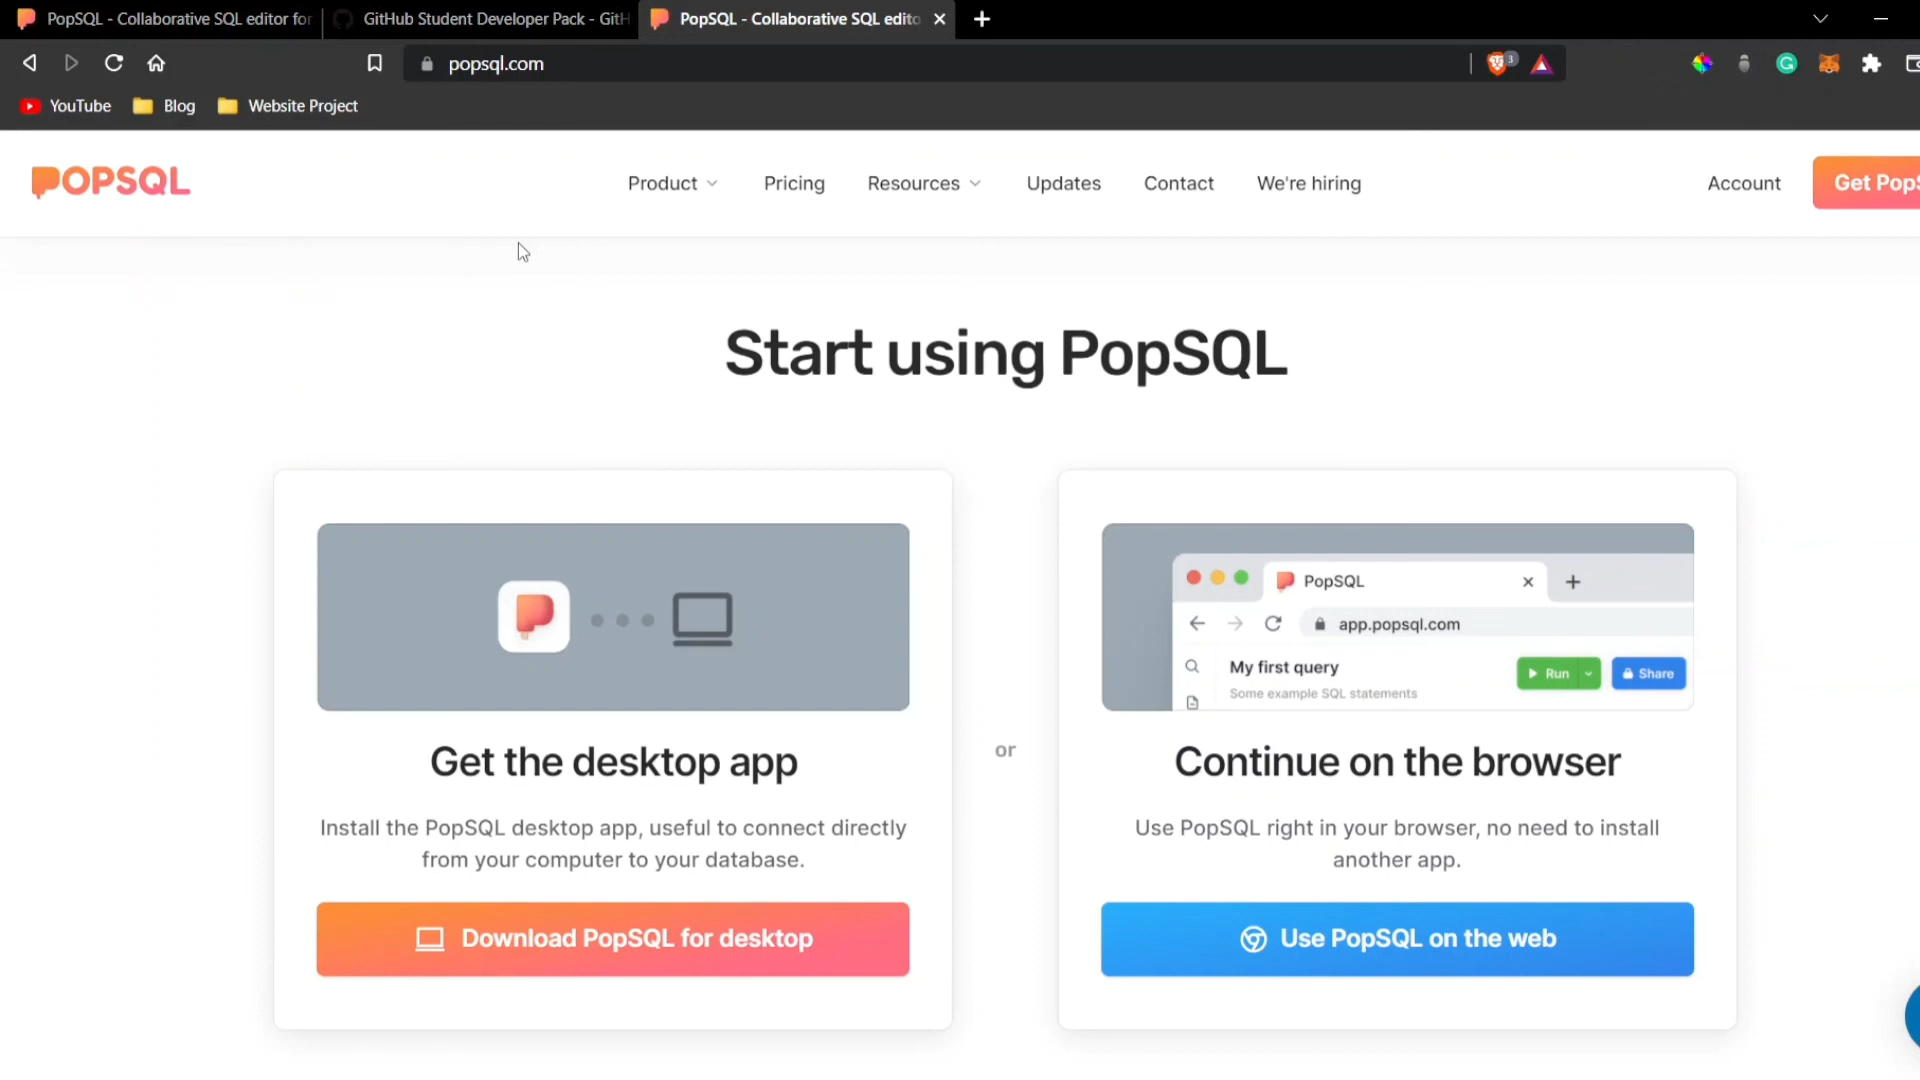 PopSQL - Collaborative SQL editor for
GitHub Student Developer Pack - GitH
PopSQL - Collaborative SQL edito
popsql.com
3
YouTube
Blog
Website Project
POPSQL
Product
Pricing
Resources
Updates
Contact
We're hiring
Account
Get PopS
Start using PopSQL
PopSQL
app.popsql.com
My first query
Some example SQL statements
Run
Share
Get the desktop app
Install the PopSQL desktop app, useful to connect directly
from your computer to your database.
Download PopSQL for desktop
or
Continue on the browser
Use PopSQL right in your browser, no need to install
another app.
Use PopSQL on the web